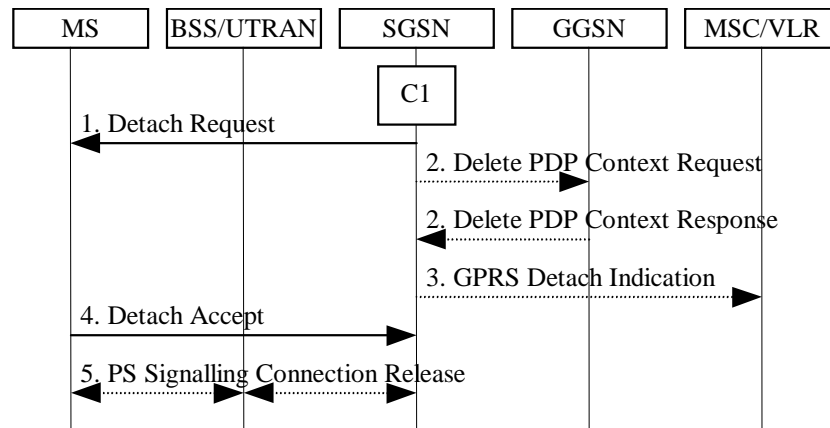 MS
BSS/UTRAN
SGSN
GGSN
MSC/VLR
C1
1. Detach Request
2. Delete PDP Context Request
2. Delete PDP Context Response
3. GPRS Detach Indication
4. Detach Accept
5. PS Signalling Connection Release